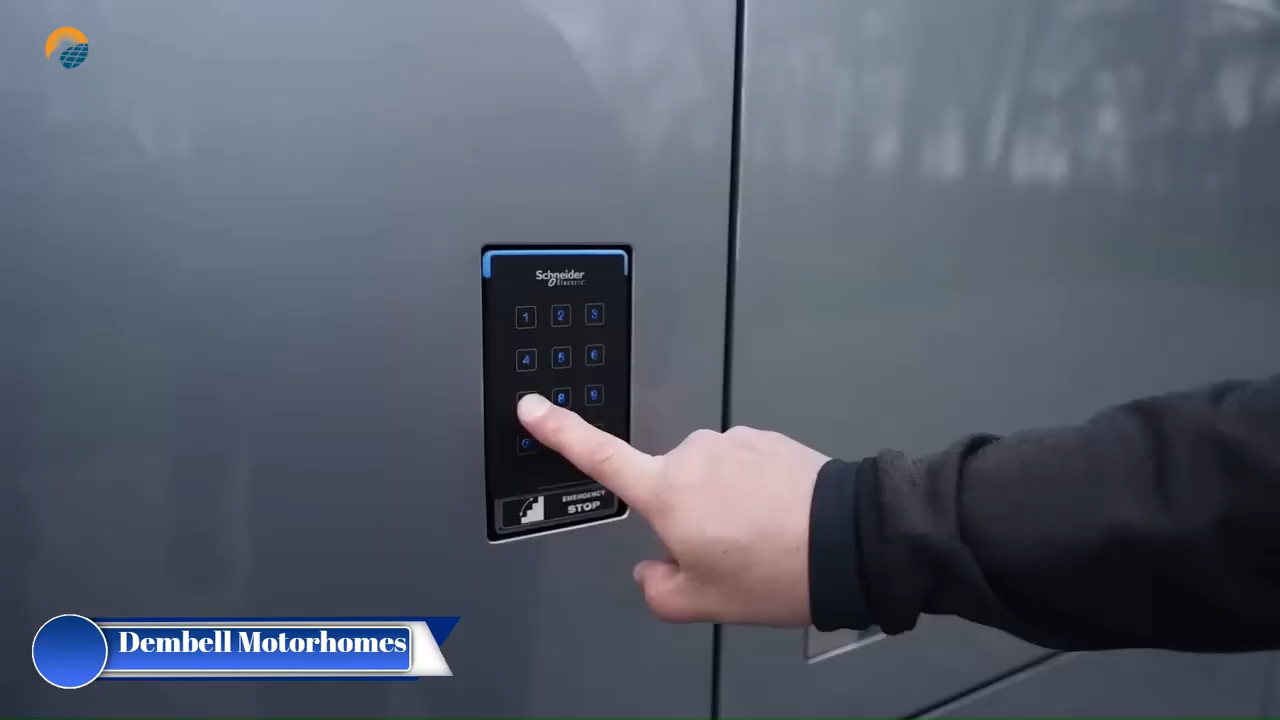 Schneider
Electric
1 2 3
4 5 6
8 9
EMERGENCY
STOP
Dembell Motorhomes